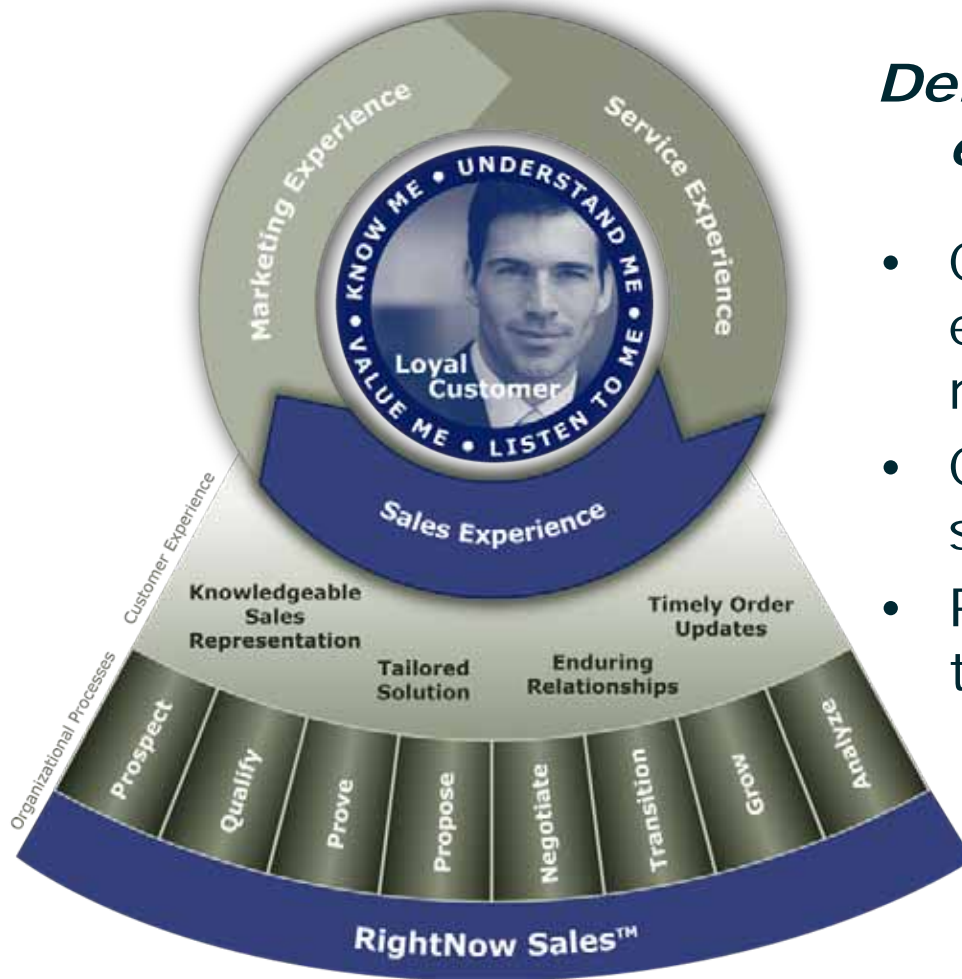 Marketing Experience
Service Experience
KNOW ME • UNDERSTAND ME • LISTEN TO ME • VALUE ME •
Loyal
Customer
Sales Experience
Customer Experience
Knowledgeable
Sales
Representation
Tailored
Solution
Enduring
Relationships
Timely Order
Updates
Organizational Processes
Prospect
Qualify
Prove
Propose
Negotiate
Transition
Grow
Analyze
RightNow Sales™